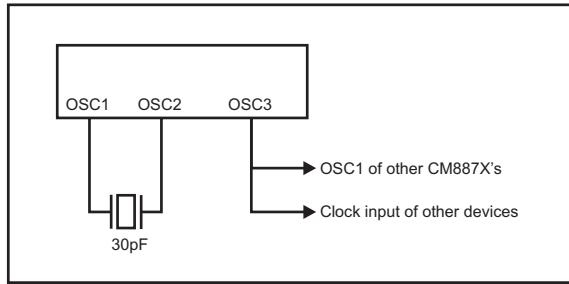 OSC1 OSC2 OSC3
OSC1 of other CM887X's
Clock input of other devices
30pF